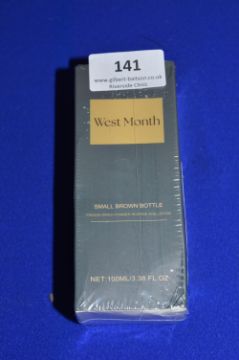 141
www.gilbert-baitson.co.uk
Riverside Clinic
West Month
SMALL BROWN BOTTLE
NET:100ML/3.38 FL.OZ